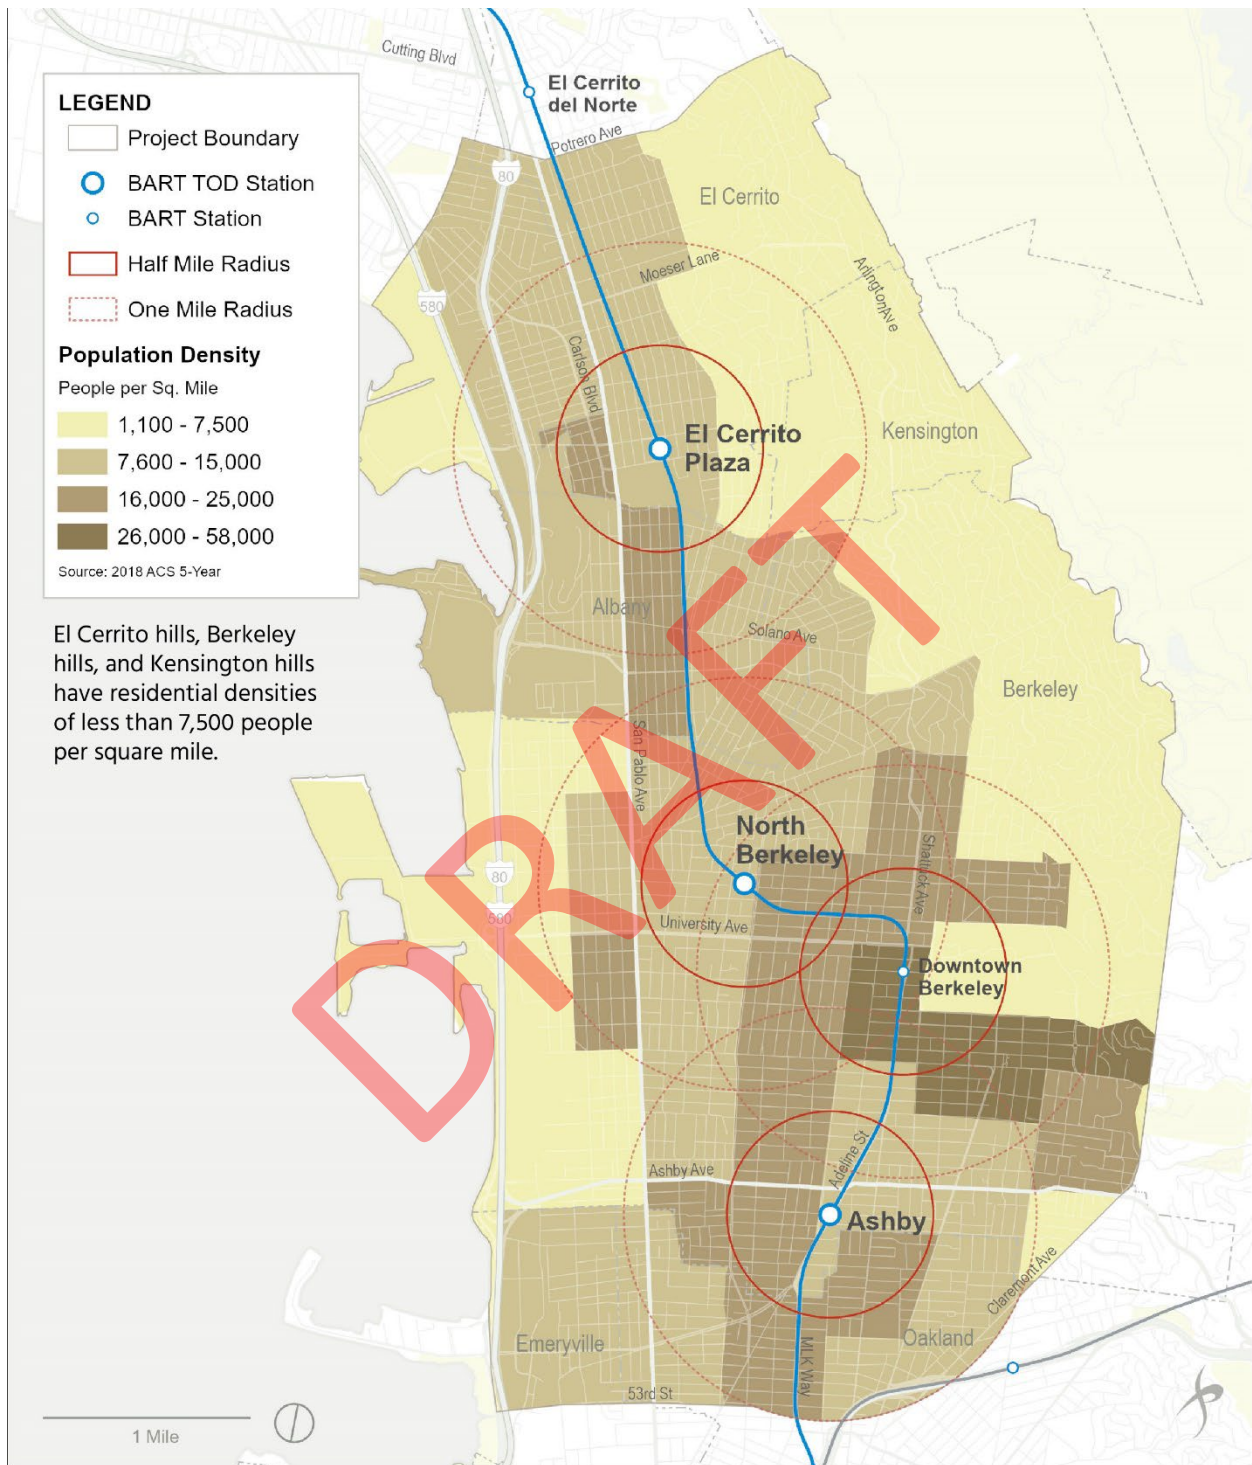 LEGEND
Project Boundary
BART TOD Station
BART Station
Half Mile Radius
One Mile Radius
Population Density
People per Sq. Mile
1,100 - 7,500
7,600 - 15,000
16,000 - 25,000
26,000 - 58,000
Source: 2018 ACS 5-Year
El Cerrito hills, Berkeley
hills, and Kensington hills
have residential densities
of less than 7,500 people
per square mile.
Cutting Blvd
El Cerrito
del Norte
Potrero Ave
80
El Cerrito
Moeser Lane
Arlington Ave
580
Carlson Blvd
El Cerrito
Plaza
Kensington
Albany
Solano Ave
Berkeley
San Pablo Ave
North
Berkeley
Shattuck Ave
80
580
University Ave
Downtown
Berkeley
Ashby Ave
Adeline St
Ashby
Claremont Ave
Emeryville
Oakland
MLK Way
53rd St
1 Mile
DRAFT